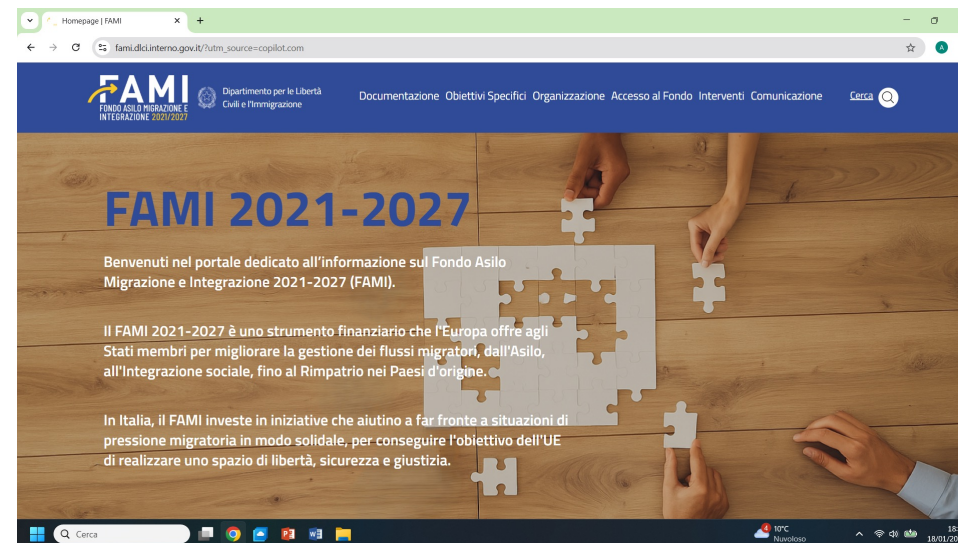 Homepage | FAMI
fami.dlci.interno.gov.it/?utm_source=copilot.com
A
FAMI
FONDO ASILO MIGRAZIONE E
INTEGRAZIONE 2021/2027
Dipartimento per le Libertà
Civili e l'Immigrazione
Documentazione Obiettivi Specifici Organizzazione Accesso al Fondo Interventi Comunicazione
Cerca
FAMI 2021-2027
Benvenuti nel portale dedicato all'informazione sul Fondo Asilo
Migrazione e Integrazione 2021-2027 (FAMI).
Il FAMI 2021-2027 è uno strumento finanziario che l'Europa offre agli
Stati membri per migliorare la gestione dei flussi migratori, dall'Asilo,
all'Integrazione sociale, fino al Rimpatrio nei Paesi d'origine.
In Italia, il FAMI investe in iniziative che aiutino a far fronte a situazioni di
pressione migratoria in modo solidale, per conseguire l'obiettivo dell'UE
di realizzare uno spazio di libertà, sicurezza e giustizia.
Cerca
4
10°C
Nuvoloso
18:
18/01/20